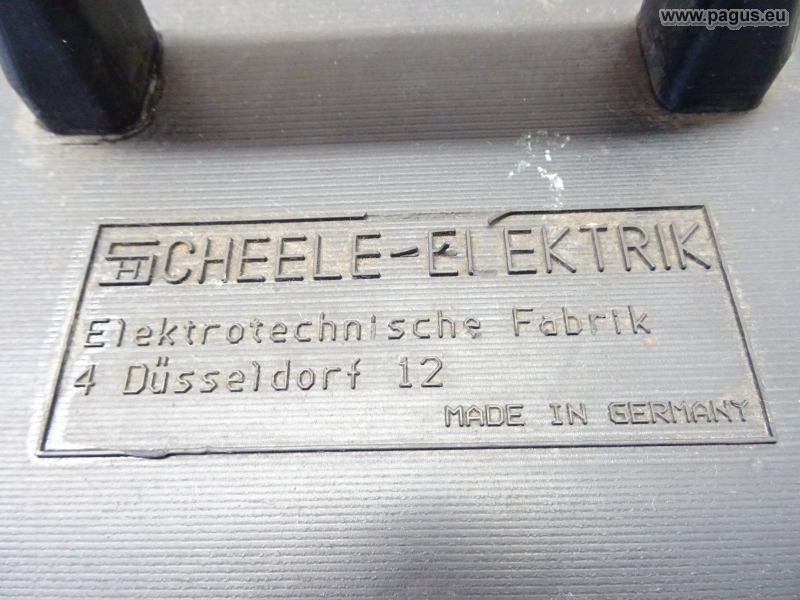 www.pagus.eu
SCHEELE-ELEKTRIK
Elektrotechnische Fabrik
4 Düsseldorf 12
MADE IN GERMANY